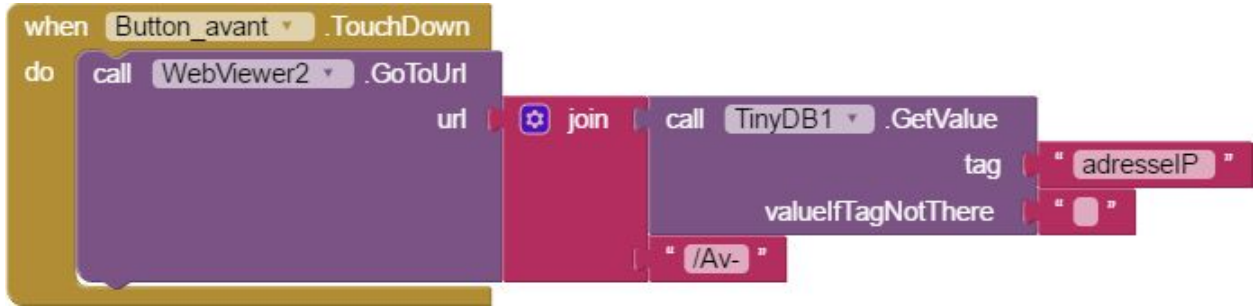 when Button_avant .TouchDown
do call WebViewer2 .GoToUrl
url join call TinyDB1 .GetValue
tag " adresseIP "
valueIfTagNotThere " "
" /Av- "